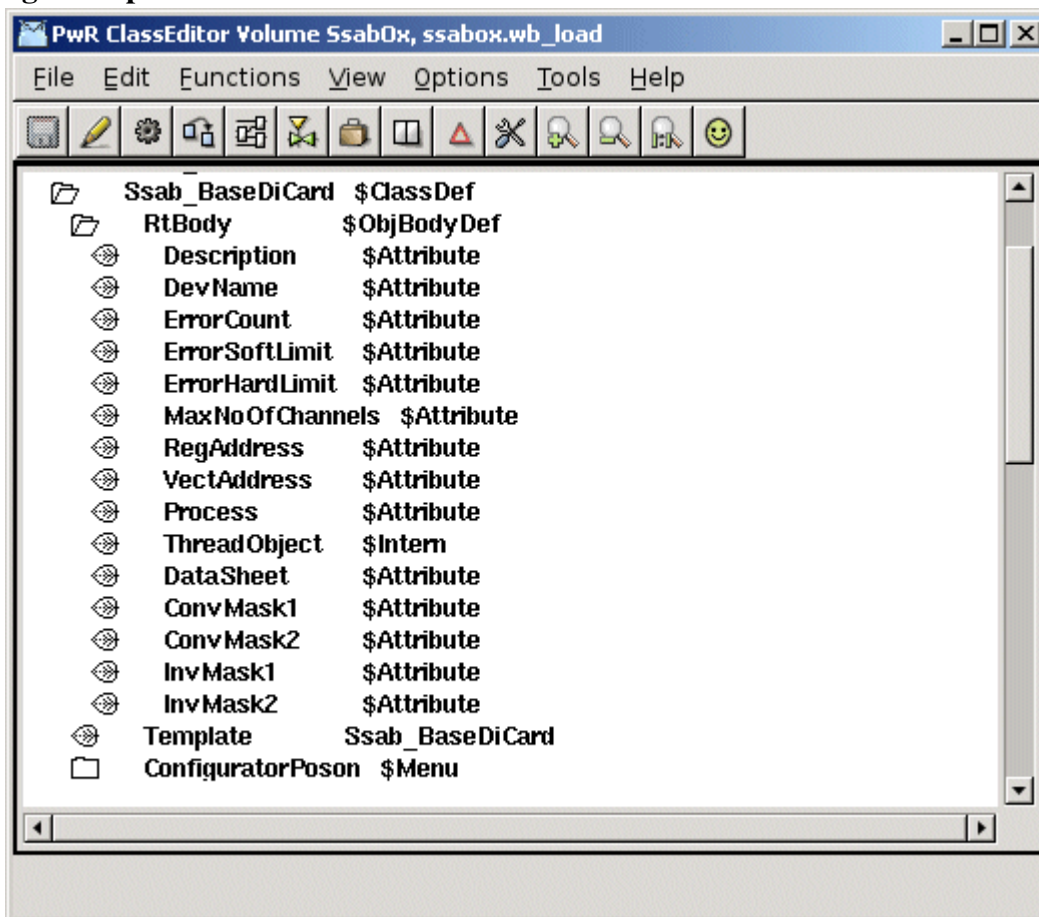 PwR ClassEditor Volume SsabOx, ssabox.wb_load
File Edit Functions View Options Tools Help
Ssab_BaseDiCard $ClassDef
RtBody $ObjBodyDef
Description $Attribute
DevName $Attribute
ErrorCount $Attribute
ErrorSoftLimit $Attribute
ErrorHardLimit $Attribute
MaxNoOfChannels $Attribute
RegAddress $Attribute
VectAddress $Attribute
Process $Attribute
ThreadObject $Intern
DataSheet $Attribute
ConvMask1 $Attribute
ConvMask2 $Attribute
InvMask1 $Attribute
InvMask2 $Attribute
Template Ssab_BaseDiCard
ConfiguratorPoson $Menu